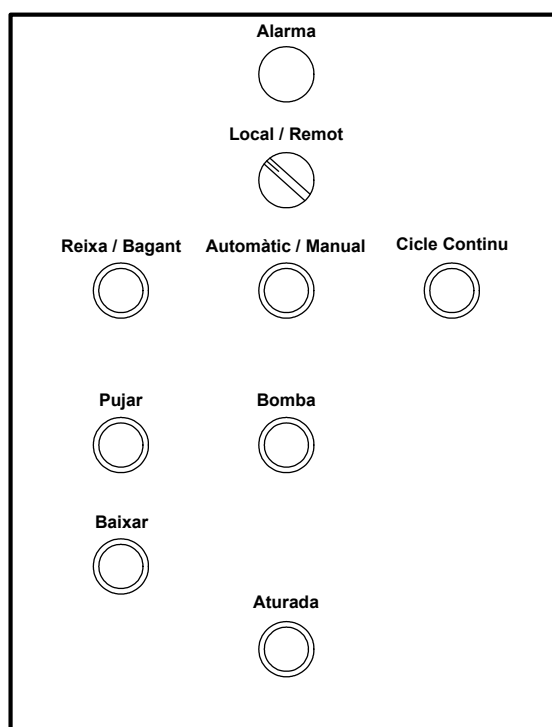 Alarma
Local / Remot
Reixa / Bagant
Automàtic / Manual
Cicle Continu
Pujar
Bomba
Baixar
Aturada